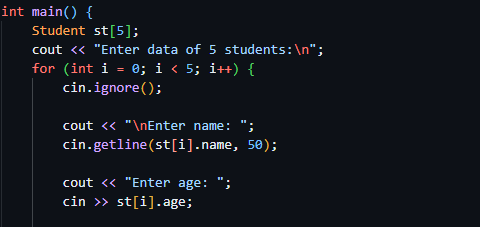 int main() {
    Student st[5];
    cout << "Enter data of 5 students:\n";
    for (int i = 0; i < 5; i++) {
        cin.ignore();

        cout << "\nEnter name: ";
        cin.getline(st[i].name, 50);

        cout << "Enter age: ";
        cin >> st[i].age;